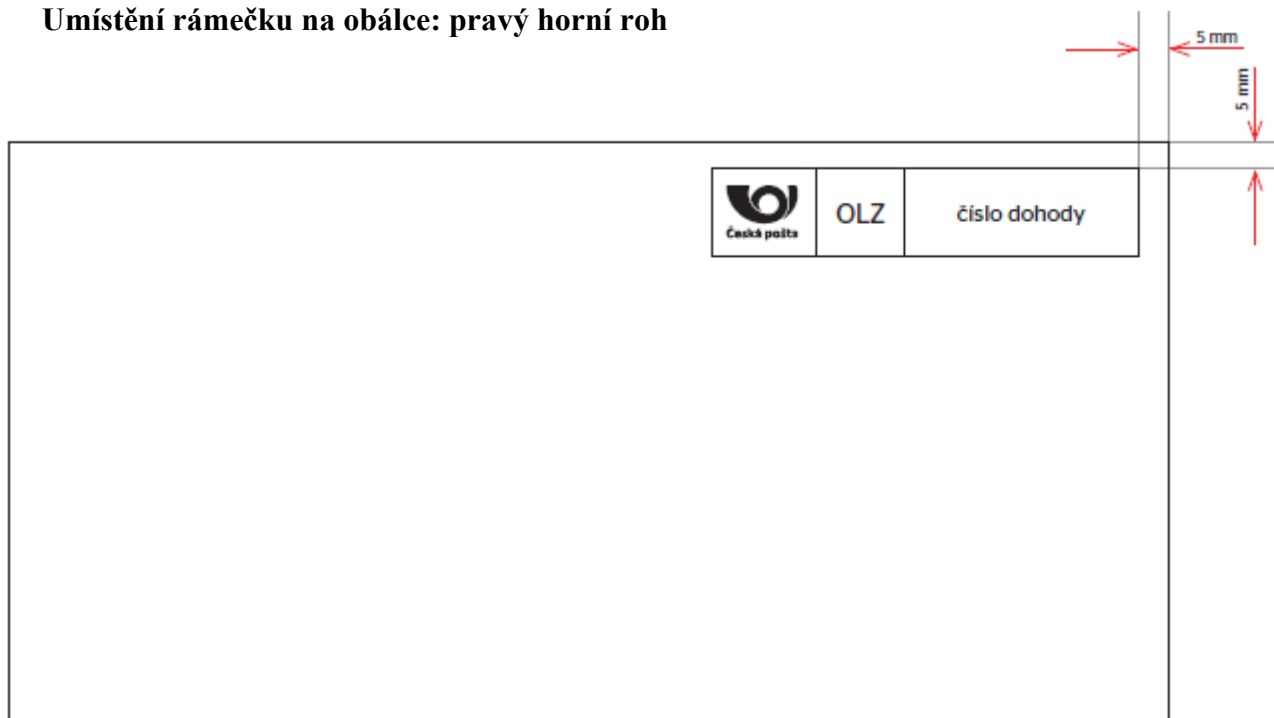 Umístění rámečku na obálce: pravý horní roh
5 mm
5 mm
Česká pošta
OLZ
číslo dohody